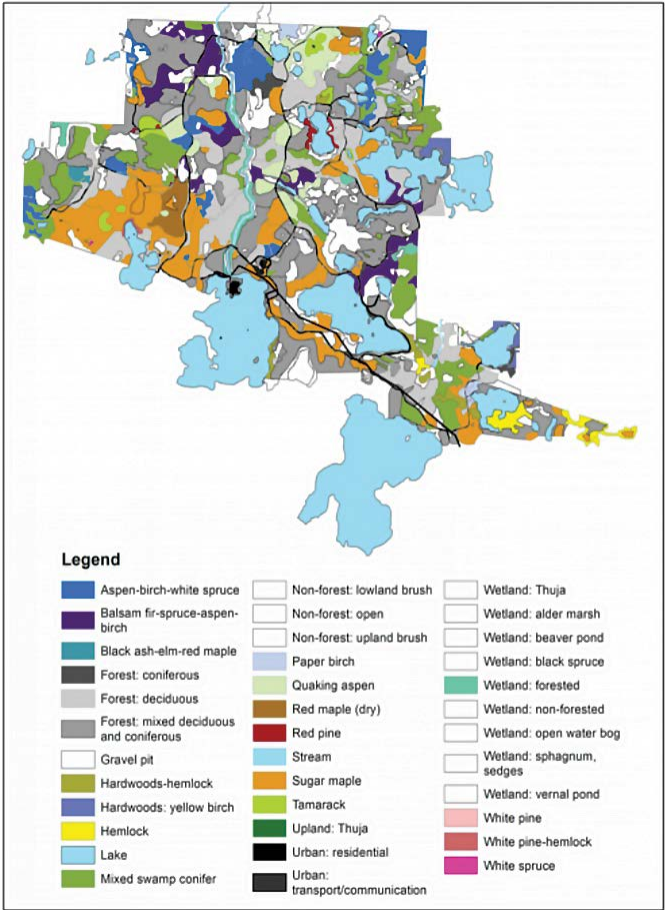 Legend
Aspen-birch-white spruce
Balsam fir-spruce-aspen-
birch
Black ash-elm-red maple
Forest: coniferous
Forest: deciduous
Forest: mixed deciduous
and coniferous
Gravel pit
Hardwoods-hemlock
Hardwoods: yellow birch
Hemlock
Lake
Mixed swamp conifer
Non-forest: lowland brush
Non-forest: open
Non-forest: upland brush
Paper birch
Quaking aspen
Red maple (dry)
Red pine
Stream
Sugar maple
Tamarack
Upland: Thuja
Urban: residential
Urban:
transport/communication
Wetland: Thuja
Wetland: alder marsh
Wetland: beaver pond
Wetland: black spruce
Wetland: forested
Wetland: non-forested
Wetland: open water bog
Wetland: sphagnum,
sedges
Wetland: vernal pond
White pine
White pine-hemlock
White spruce